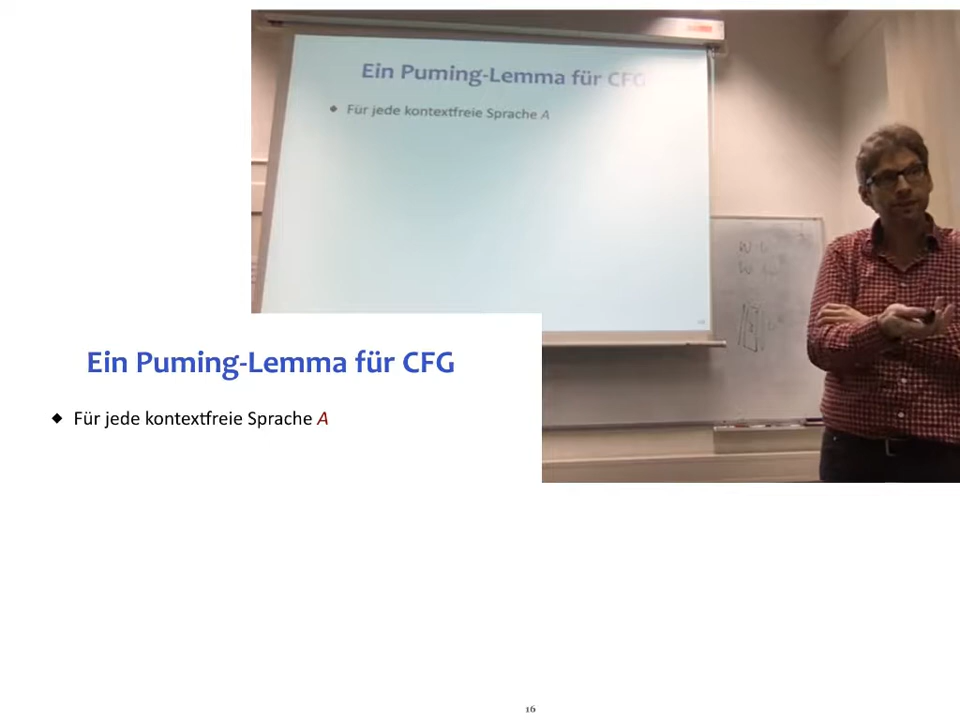 Ein Puming-Lemma für CFG
Für jede kontextfreie Sprache A
Ein Puming-Lemma für CFG
◆ Für jede kontextfreie Sprache A
16